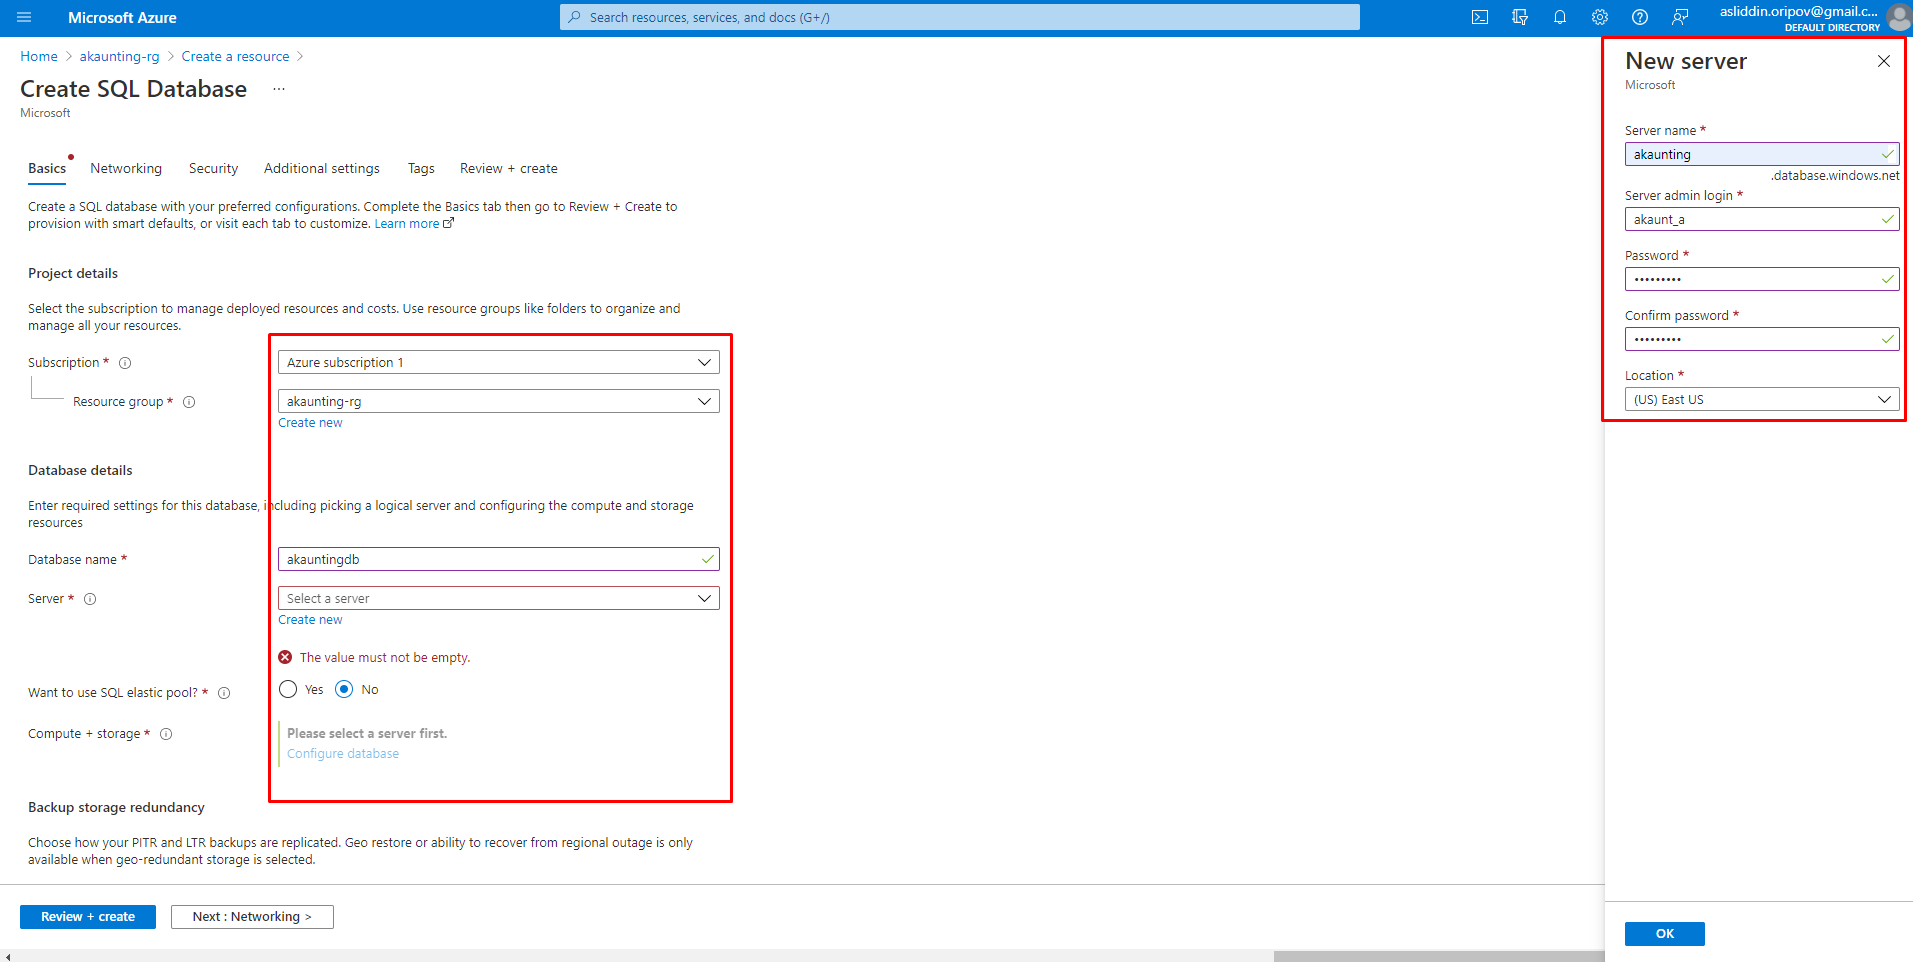 Microsoft Azure
Search resources, services, and docs (G+/)
asliddin.oripov@gmail.c...
DEFAULT DIRECTORY
Home > akaunting-rg > Create a resource >
Create SQL Database ...
Microsoft
Basics Networking Security Additional settings Tags Review + create
Create a SQL database with your preferred configurations. Complete the Basics tab then go to Review + Create to
provision with smart defaults, or visit each tab to customize. Learn more
Project details
Select the subscription to manage deployed resources and costs. Use resource groups like folders to organize and
manage all your resources.
Subscription *
Azure subscription 1
Resource group *
akaunting-rg
Create new
Database details
Enter required settings for this database, including picking a logical server and configuring the compute and storage
resources
Database name *
akauntingdb
Server *
Select a server
Create new
The value must not be empty.
Want to use SQL elastic pool? *
Yes No
Compute + storage *
Please select a server first.
Configure database
Backup storage redundancy
Choose how your PITR and LTR backups are replicated. Geo restore or ability to recover from regional outage is only
available when geo-redundant storage is selected.
Review + create
Next : Networking >
New server
Microsoft
Server name *
akaunting
.database.windows.net
Server admin login *
akaunt_a
Password *
•••••••••
Confirm password *
•••••••••
Location *
(US) East US
OK